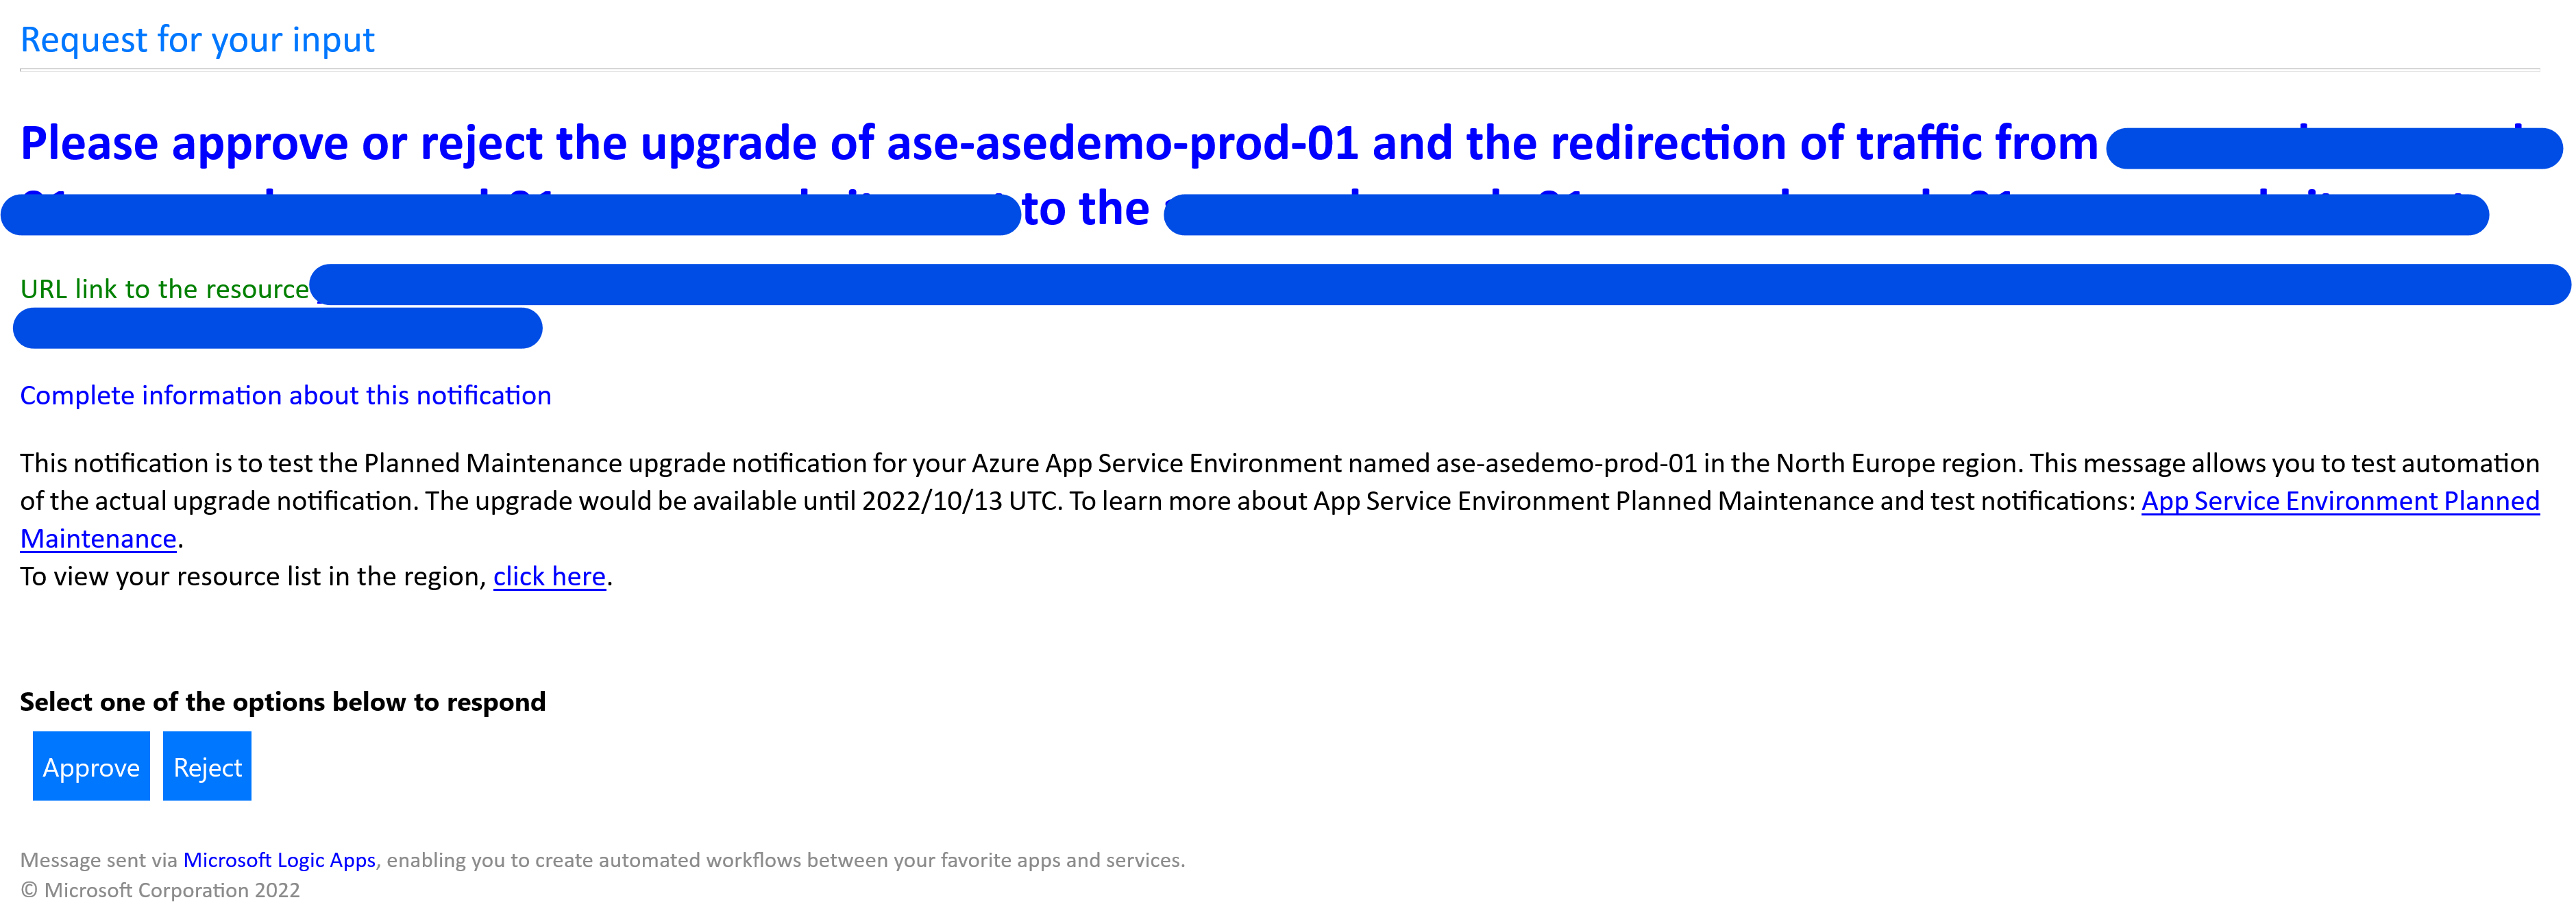 Request for your input
Please approve or reject the upgrade of ase-asedemo-prod-01 and the redirection of traffic from
to the
URL link to the resource
Complete information about this notification
This notification is to test the Planned Maintenance upgrade notification for your Azure App Service Environment named ase-asedemo-prod-01 in the North Europe region. This message allows you to test automation
of the actual upgrade notification. The upgrade would be available until 2022/10/13 UTC. To learn more about App Service Environment Planned Maintenance and test notifications: App Service Environment Planned
Maintenance.
To view your resource list in the region, click here.
Select one of the options below to respond
Approve Reject
Message sent via Microsoft Logic Apps, enabling you to create automated workflows between your favorite apps and services.
© Microsoft Corporation 2022